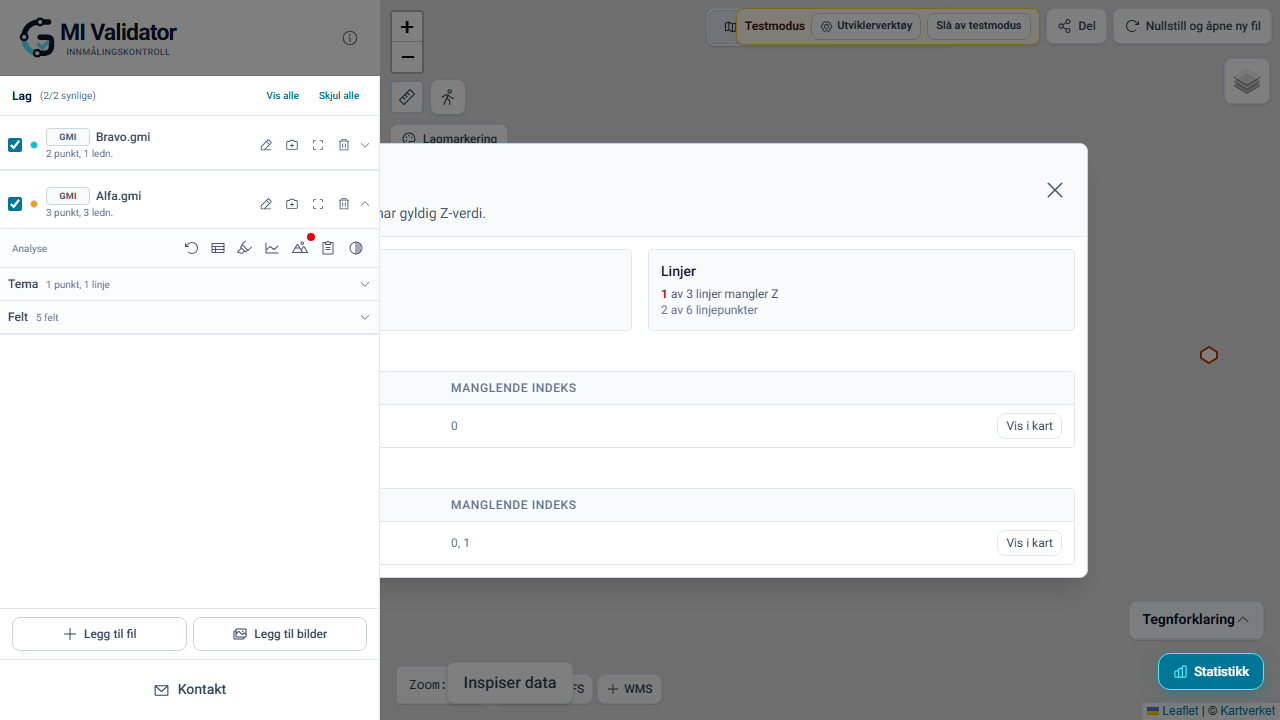 MI Validator
INNMÅLINGSKONTROLL
Lag (2/2 synlige) Vis alle Skjul alle
GMI Bravo.gmi
2 punkt, 1 ledn.
GMI Alfa.gmi
3 punkt, 3 ledn.
Analyse
Tema 1 punkt, 1 linje
Felt 5 felt
Legg til fil Legg til bilder
Kontakt
+
−
Testmodus Utviklerverktøy Slå av testmodus
Del
Nullstill og åpne ny fil
Lagmarkering
har gyldig Z-verdi.
Linjer
1 av 3 linjer mangler Z
2 av 6 linjepunkter
MANGLENDE INDEKS
0 Vis i kart
MANGLENDE INDEKS
0, 1 Vis i kart
Tegnforklaring
Statistikk
Zoom: Inspiser data FS + WMS
Leaflet | © Kartverket